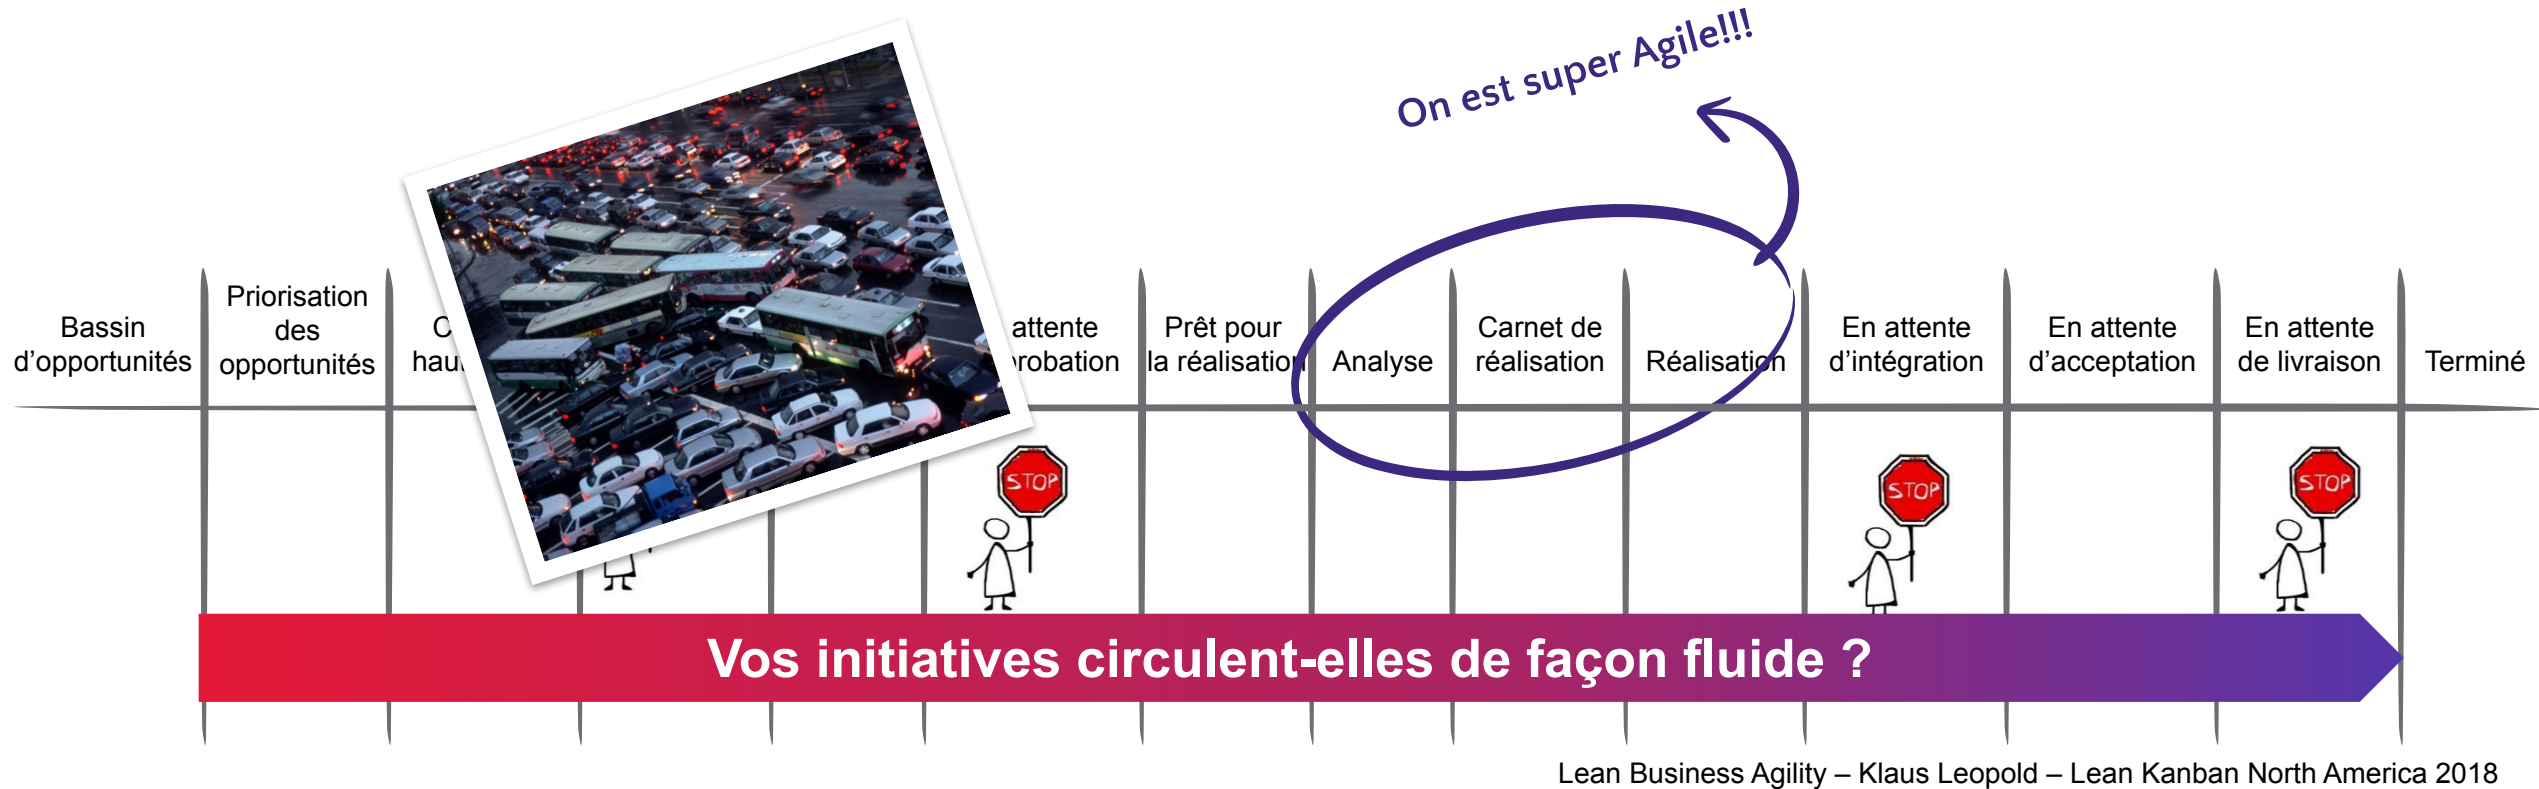 On est super Agile!!!
Bassin
d’opportunités
Priorisation
des
opportunités
C
hau
attente
robation
Prêt pour
la réalisation
Analyse
Carnet de
réalisation
Réalisation
En attente
d’intégration
En attente
d’acceptation
En attente
de livraison
Terminé
STOP
STOP
STOP
Vos initiatives circulent-elles de façon fluide ?
Lean Business Agility – Klaus Leopold – Lean Kanban North America 2018